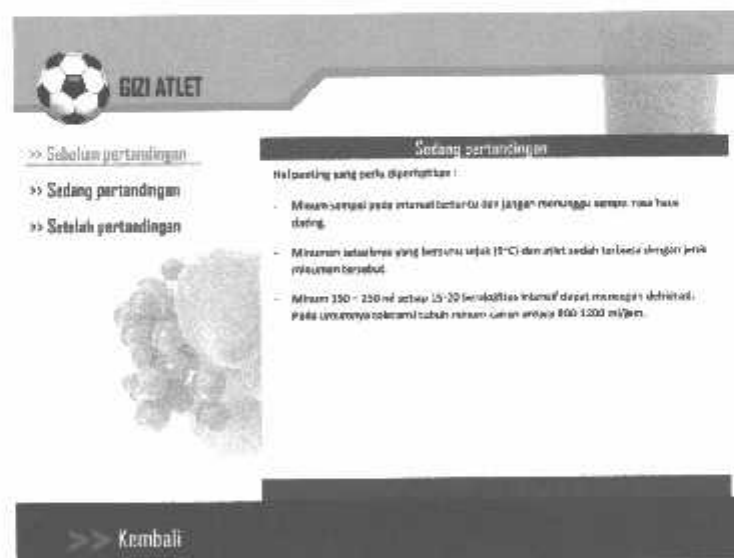 GIZI ATLET
>> Sebelum pertandingan
>> Sedang pertandingan
>> Setelah pertandingan
Sedang pertandingan
Hal penting yang perlu diperhatikan :
- Minum sampai pada interval tertentu dan jangan menunggu sampai rasa haus
datang.
- Minuman sebaiknya yang bersuhu sejuk (5°C) dan atlet sudah terbiasa dengan jenis
minuman tersebut.
- Minum 150 – 250 ml setiap 15-20 beraktifitas intensif dapat mencegah dehidrasi.
Pada umumnya toleransi tubuh minum cairan antara 800-1200 ml/jam.
>> Kembali